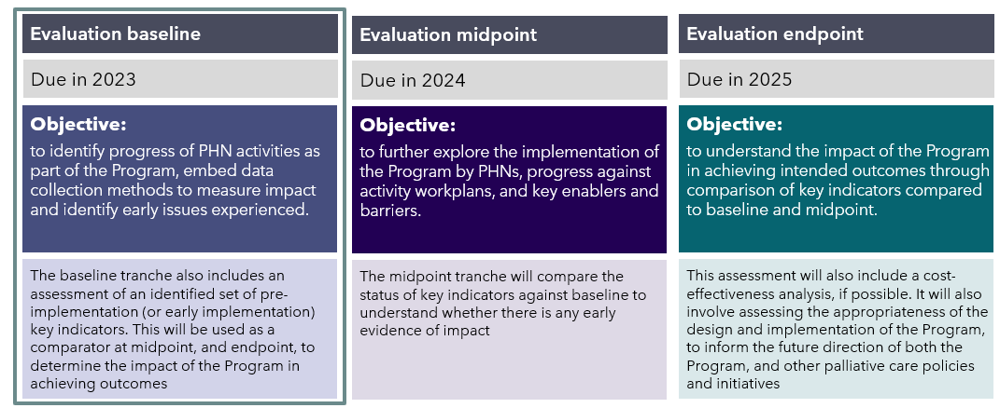 Evaluation baseline
Due in 2023
Objective:
to identify progress of PHN activities as
part of the Program, embed data
collection methods to measure impact
and identify early issues experienced.
The baseline tranche also includes an
assessment of an identified set of pre-
implementation (or early implementation)
key indicators. This will be used as a
comparator at midpoint, and endpoint, to
determine the impact of the Program in
achieving outcomes
Evaluation midpoint
Due in 2024
Objective:
to further explore the implementation of
the Program by PHNs, progress against
activity workplans, and key enablers and
barriers.
The midpoint tranche will compare the
status of key indicators against baseline to
understand whether there is any early
evidence of impact
Evaluation endpoint
Due in 2025
Objective:
to understand the impact of the Program
in achieving intended outcomes through
comparison of key indicators compared
to baseline and midpoint.
This assessment will also include a cost-
effectiveness analysis, if possible. It will also
involve assessing the appropriateness of the
design and implementation of the Program,
to inform the future direction of both the
Program, and other palliative care policies
and initiatives